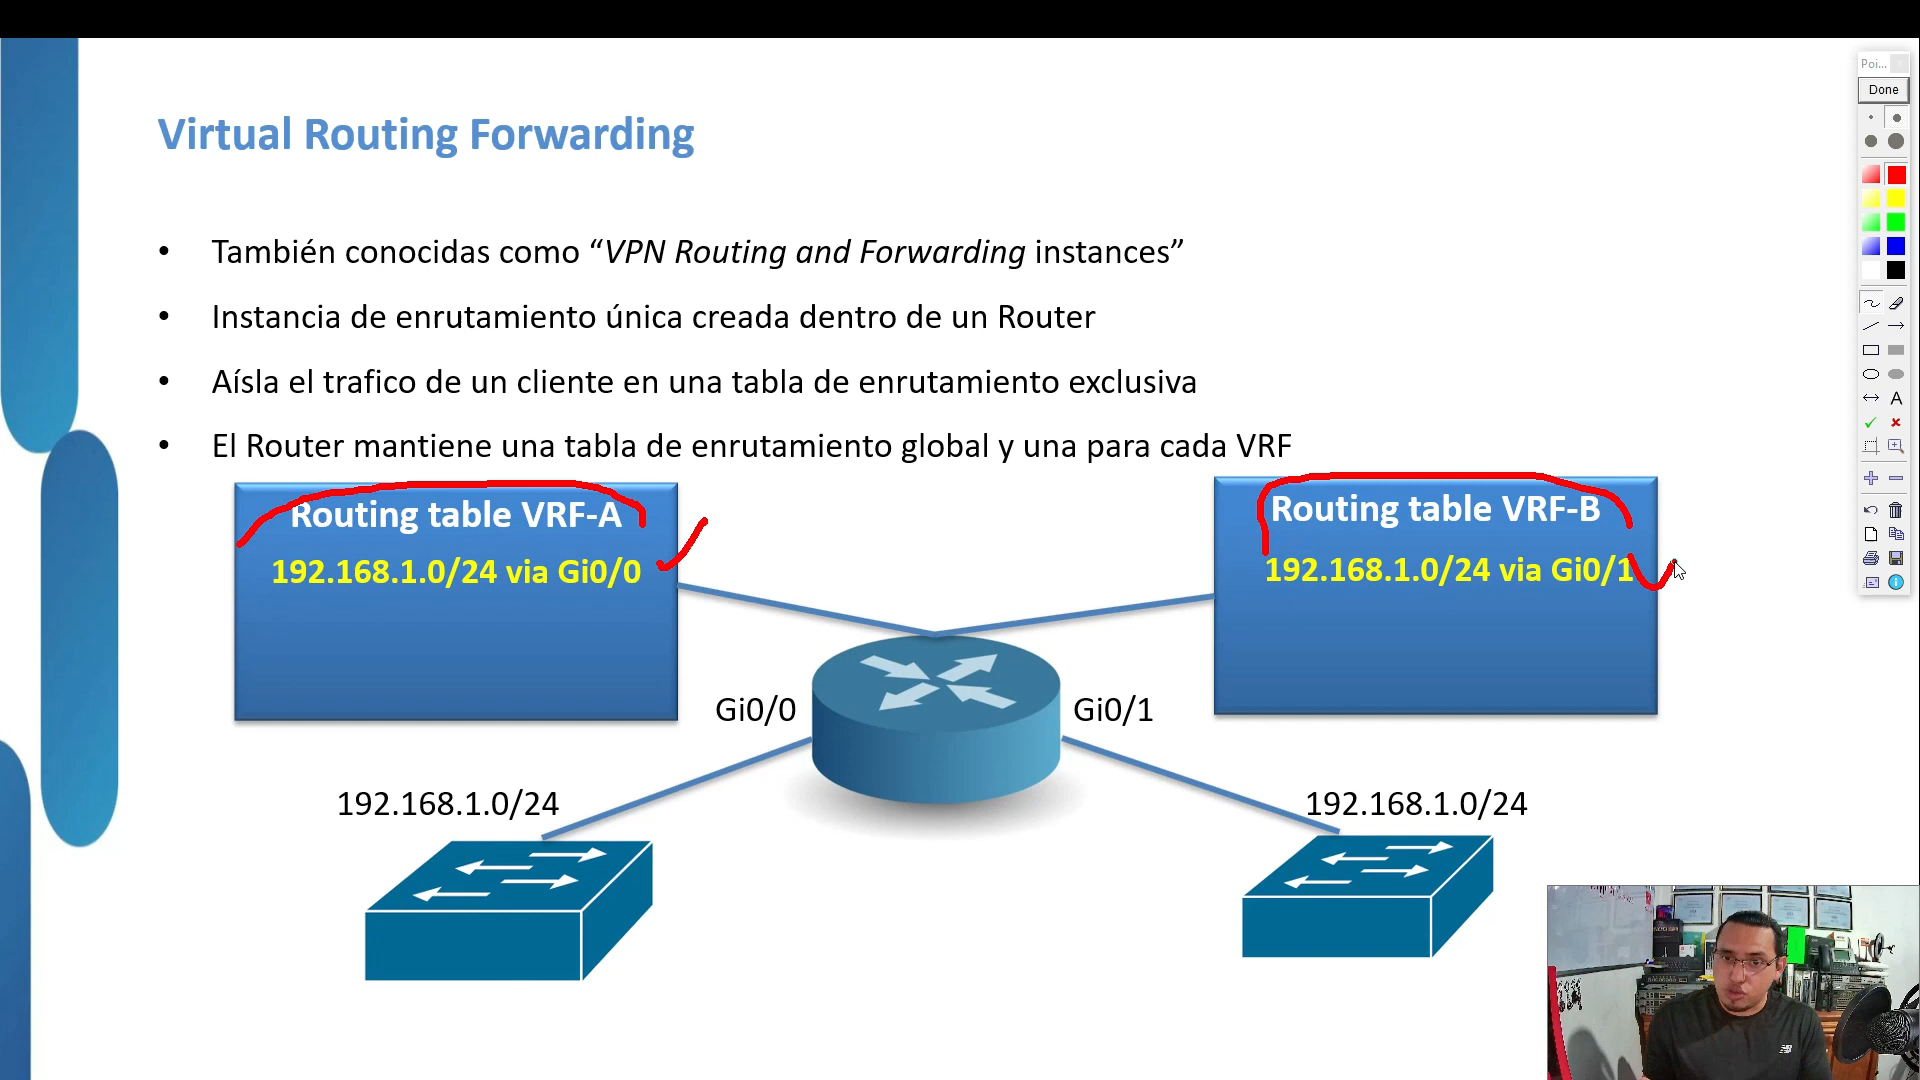 Poi...
Done
Virtual Routing Forwarding
• También conocidas como “VPN Routing and Forwarding instances”
• Instancia de enrutamiento única creada dentro de un Router
• Aísla el trafico de un cliente en una tabla de enrutamiento exclusiva
• El Router mantiene una tabla de enrutamiento global y una para cada VRF
Routing table VRF-A
192.168.1.0/24 via Gi0/0
Routing table VRF-B
192.168.1.0/24 via Gi0/1
Gi0/0
Gi0/1
192.168.1.0/24
192.168.1.0/24
A